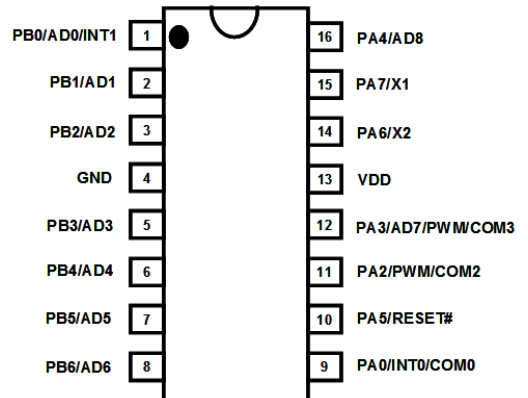 PB0/AD0/INT1 1 16 PA4/AD8
PB1/AD1 2 15 PA7/X1
PB2/AD2 3 14 PA6/X2
GND 4 13 VDD
PB3/AD3 5 12 PA3/AD7/PWM/COM3
PB4/AD4 6 11 PA2/PWM/COM2
PB5/AD5 7 10 PA5/RESET#
PB6/AD6 8 9 PA0/INT0/COM0